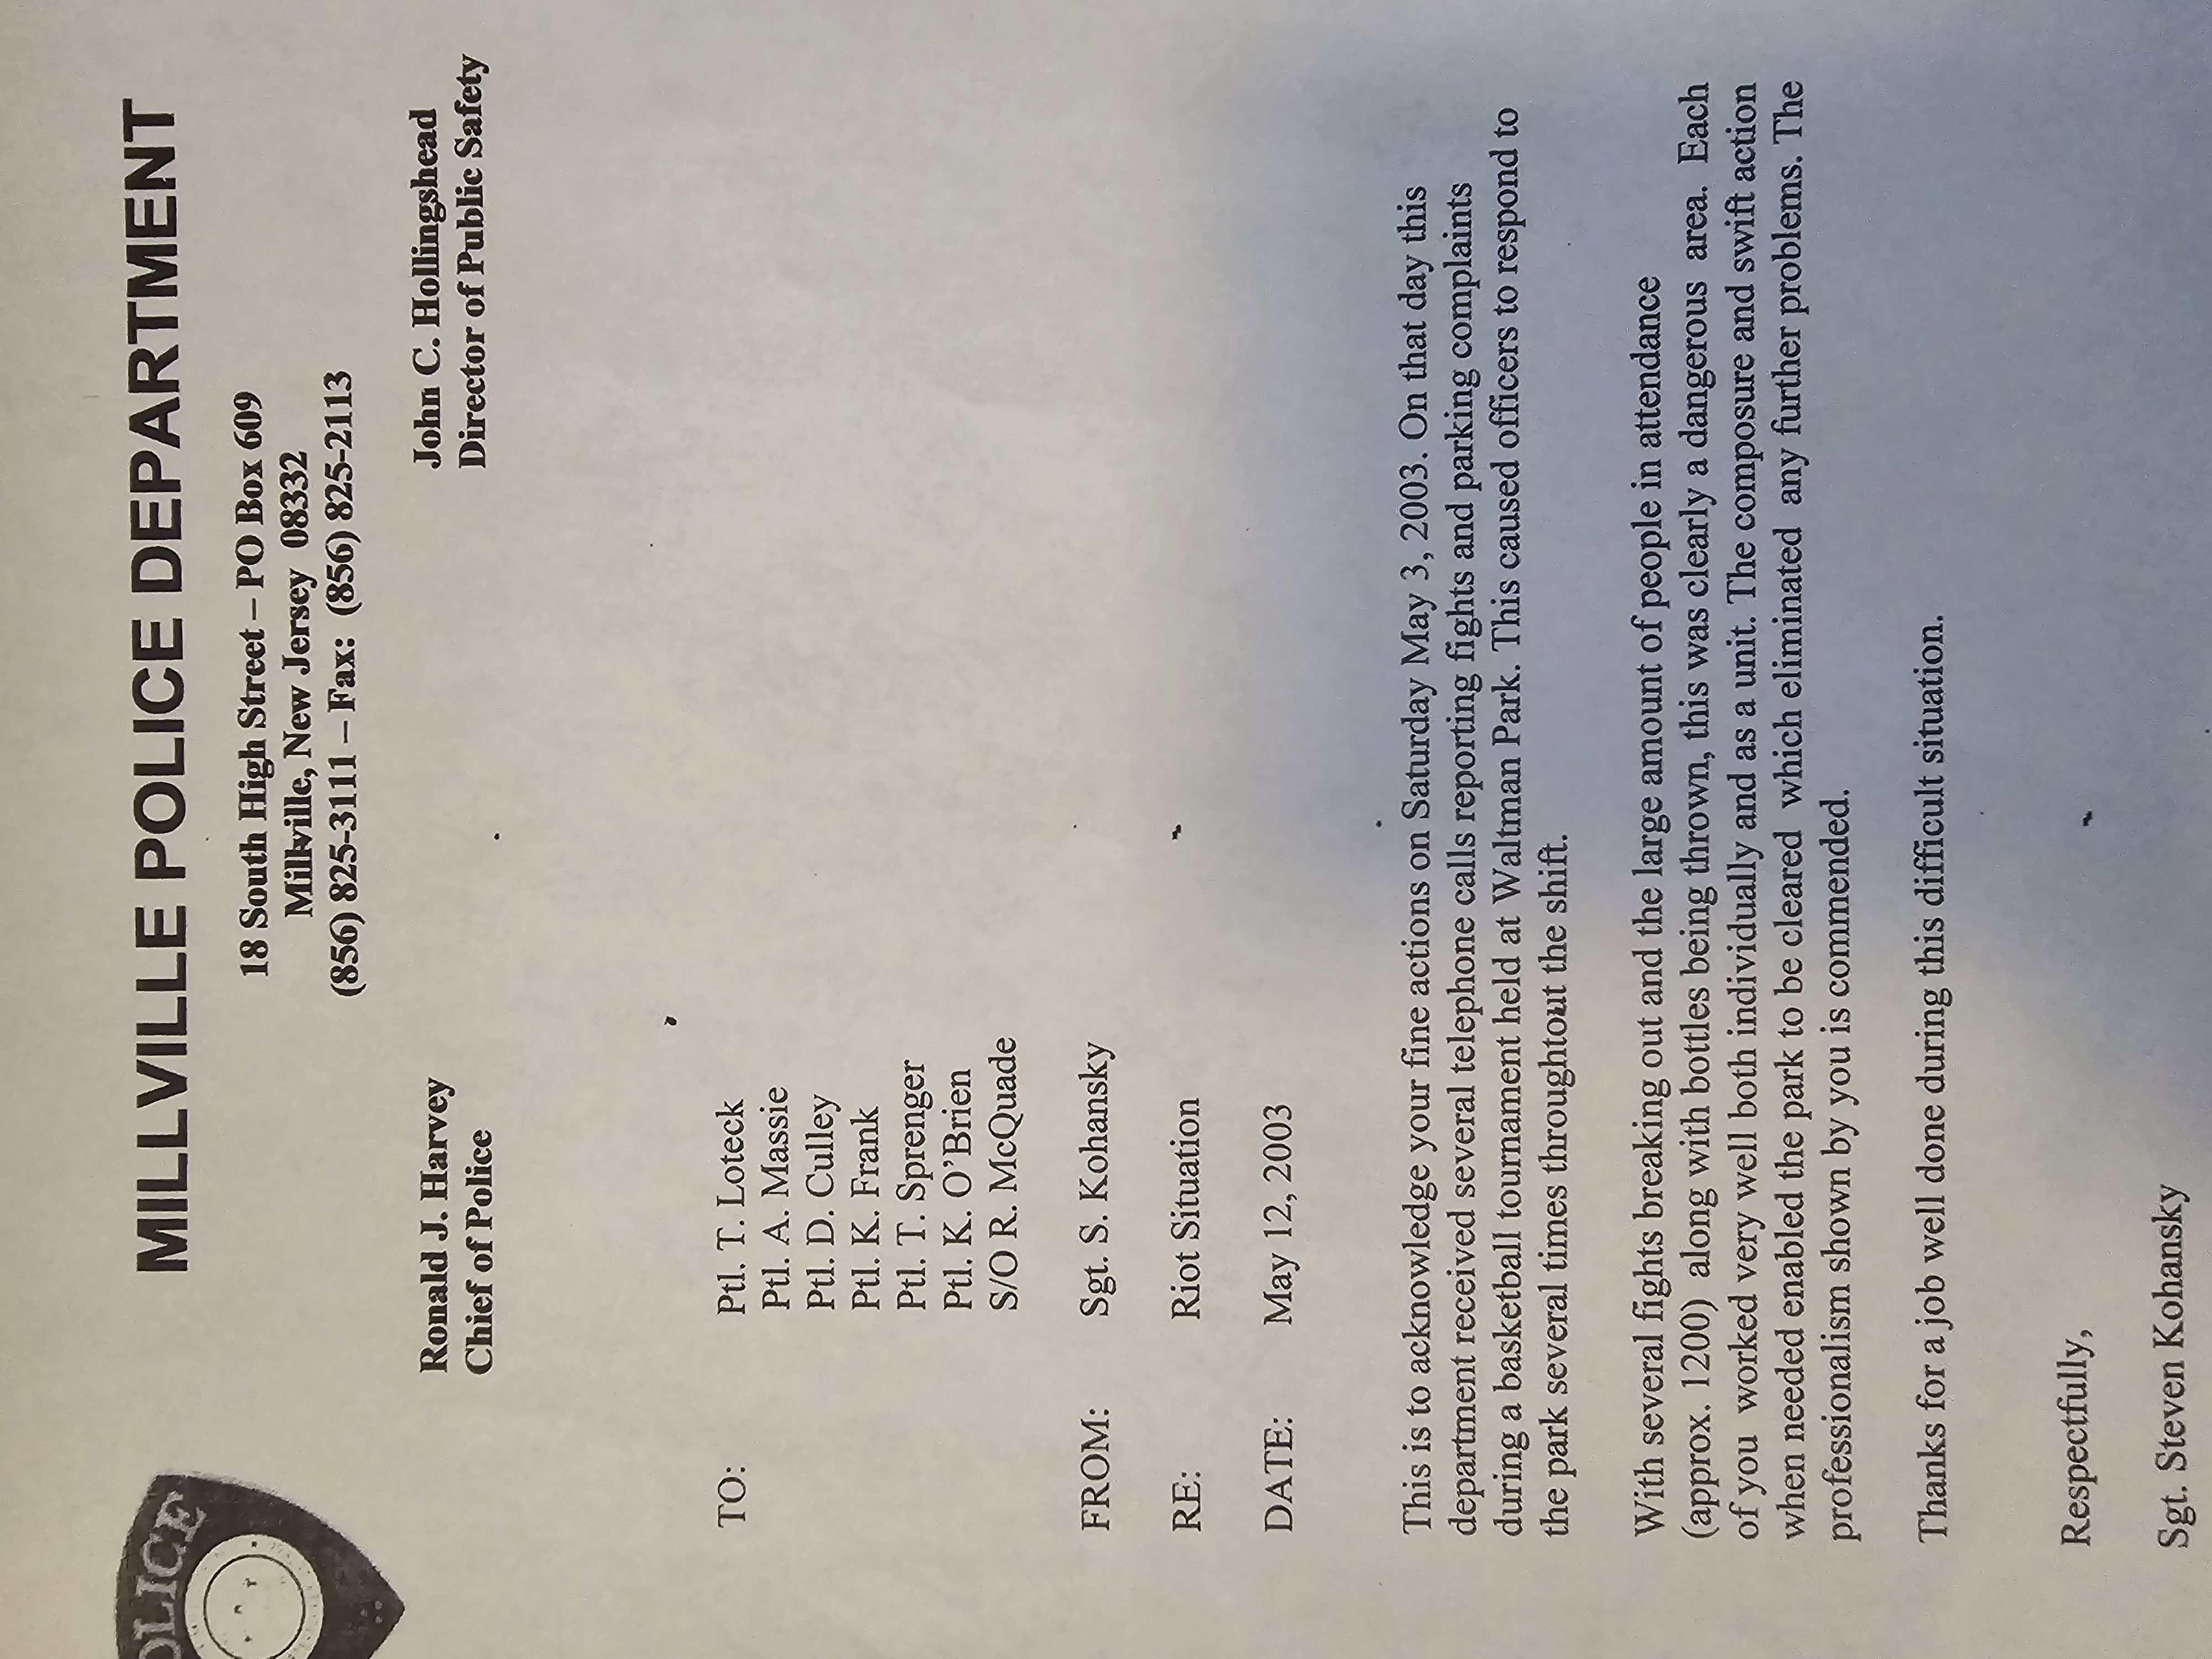 OLICE
MILLVILLE POLICE DEPARTMENT
18 South High Street – PO Box 609
Millville, New Jersey 08332
(856) 825-3111 – Fax: (856) 825-2113
Ronald J. Harvey
Chief of Police
John C. Hollingshead
Director of Public Safety
TO: Ptl. T. Loteck
Ptl. A. Massie
Ptl. D. Culley
Ptl. K. Frank
Ptl. T. Sprenger
Ptl. K. O’Brien
S/O R. McQuade
FROM: Sgt. S. Kohansky
RE: Riot Situation
DATE: May 12, 2003
This is to acknowledge your fine actions on Saturday May 3, 2003. On that day this
department received several telephone calls reporting fights and parking complaints
during a basketball tournament held at Waltman Park. This caused officers to respond to
the park several times throughtout the shift.
With several fights breaking out and the large amount of people in attendance
(approx. 1200) along with bottles being thrown, this was clearly a dangerous area. Each
of you worked very well both individually and as a unit. The composure and swift action
when needed enabled the park to be cleared which eliminated any further problems. The
professionalism shown by you is commended.
Thanks for a job well done during this difficult situation.
Respectfully,
Sgt. Steven Kohansky